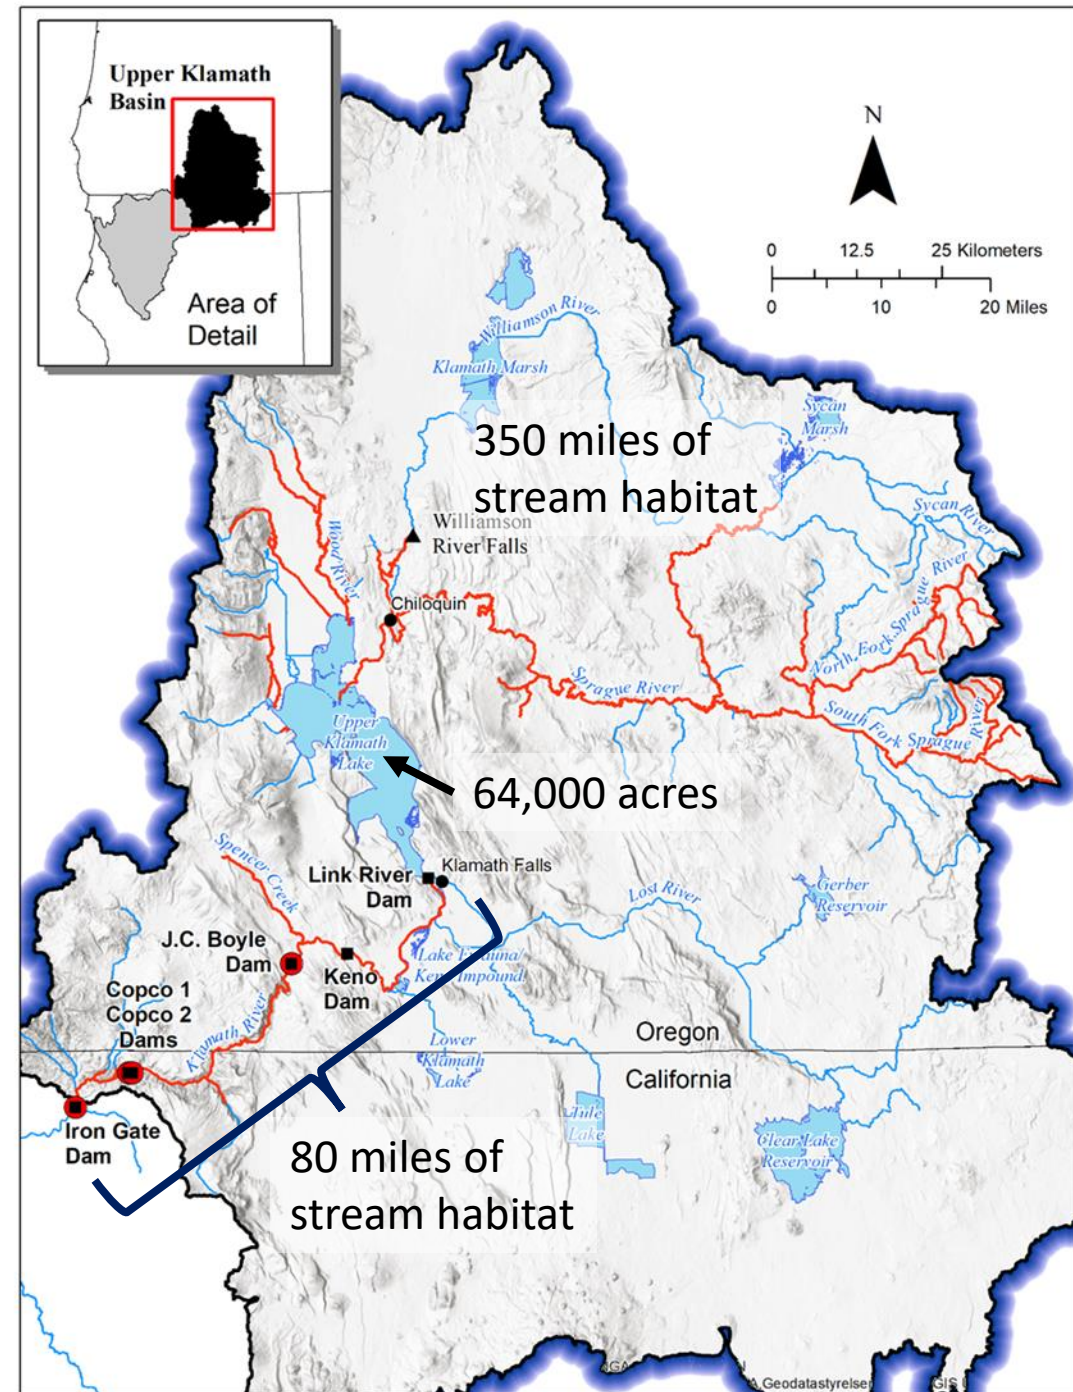 Upper Klamath
Basin
Area of
Detail
N
0 12.5 25 Kilometers
0 10 20 Miles
Williamson River
Klamath Marsh
Sycan
Marsh
350 miles of
stream habitat
Sycan River
Williamson
River Falls
Wood River
Chiloquin
North Fork Sprague River
Sprague River
South Fork Sprague River
Upper
Klamath
Lake
64,000 acres
Link River
Dam
Klamath Falls
Spencer Creek
Lost River
Gerber
Reservoir
J.C. Boyle
Dam
Keno
Dam
Lake Ewauna/
Keno Impound.
Copco 1
Copco 2
Dams
Klamath River
Oregon
California
Lower
Klamath
Lake
Tule
Lake
Clear Lake
Reservoir
Iron Gate
Dam
80 miles of
stream habitat
Geodatastyrelsen
GIS